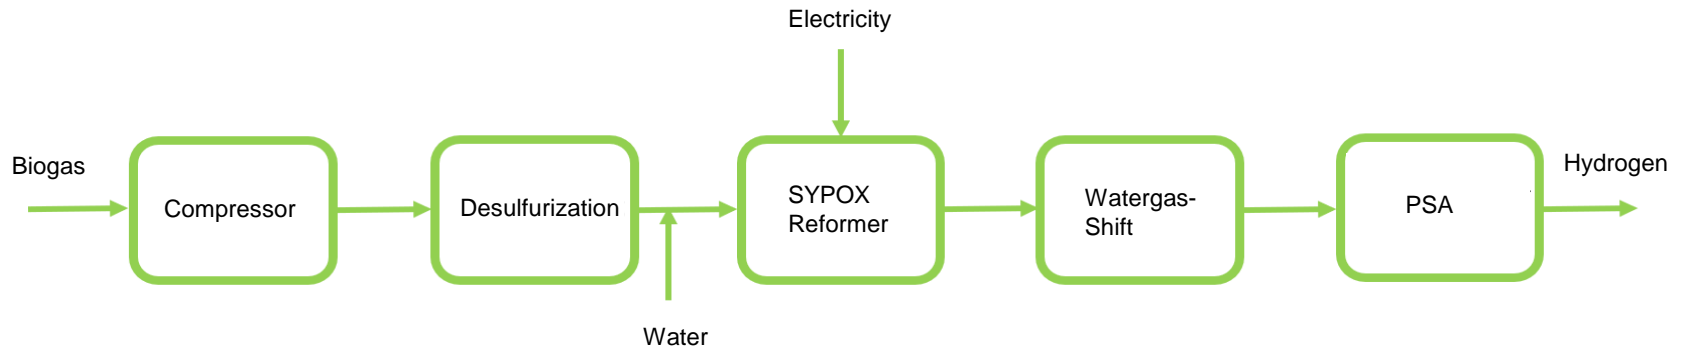 Electricity
Biogas
Compressor
Desulfurization
SYPOX
Reformer
Watergas-
Shift
PSA
Hydrogen
Water